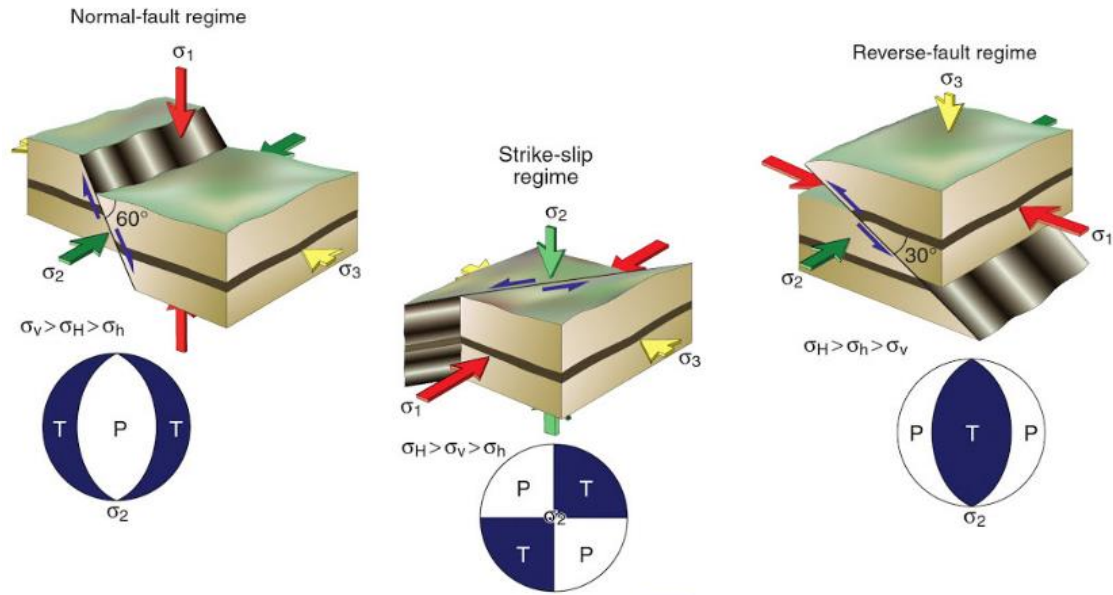 Normal-fault regime
σ1
60°
σ2
σ3
σv>σH>σh
T
P
T
σ2
Strike-slip
regime
σ2
σ3
σ1
σH>σv>σh
P
T
σ2
T
P
Reverse-fault regime
σ3
σ1
30°
σ2
σH>σh>σv
P
T
P
σ2